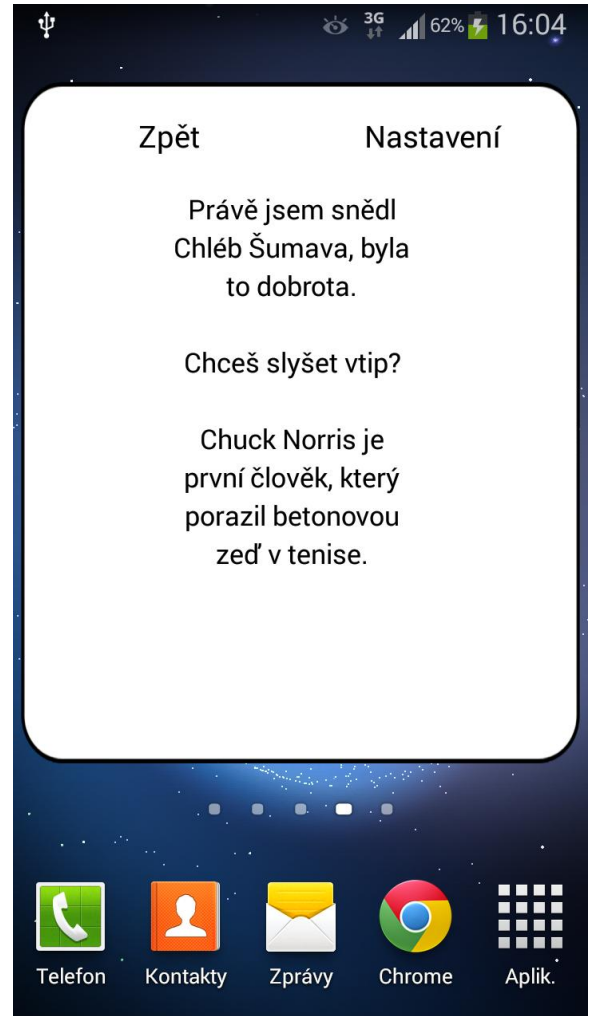 3G 62% 16:04
Zpět Nastavení
Právě jsem snědl
Chléb Šumava, byla
to dobrota.
Chceš slyšet vtip?
Chuck Norris je
první člověk, který
porazil betonovou
zeď v tenise.
Telefon Kontakty Zprávy Chrome Aplik.